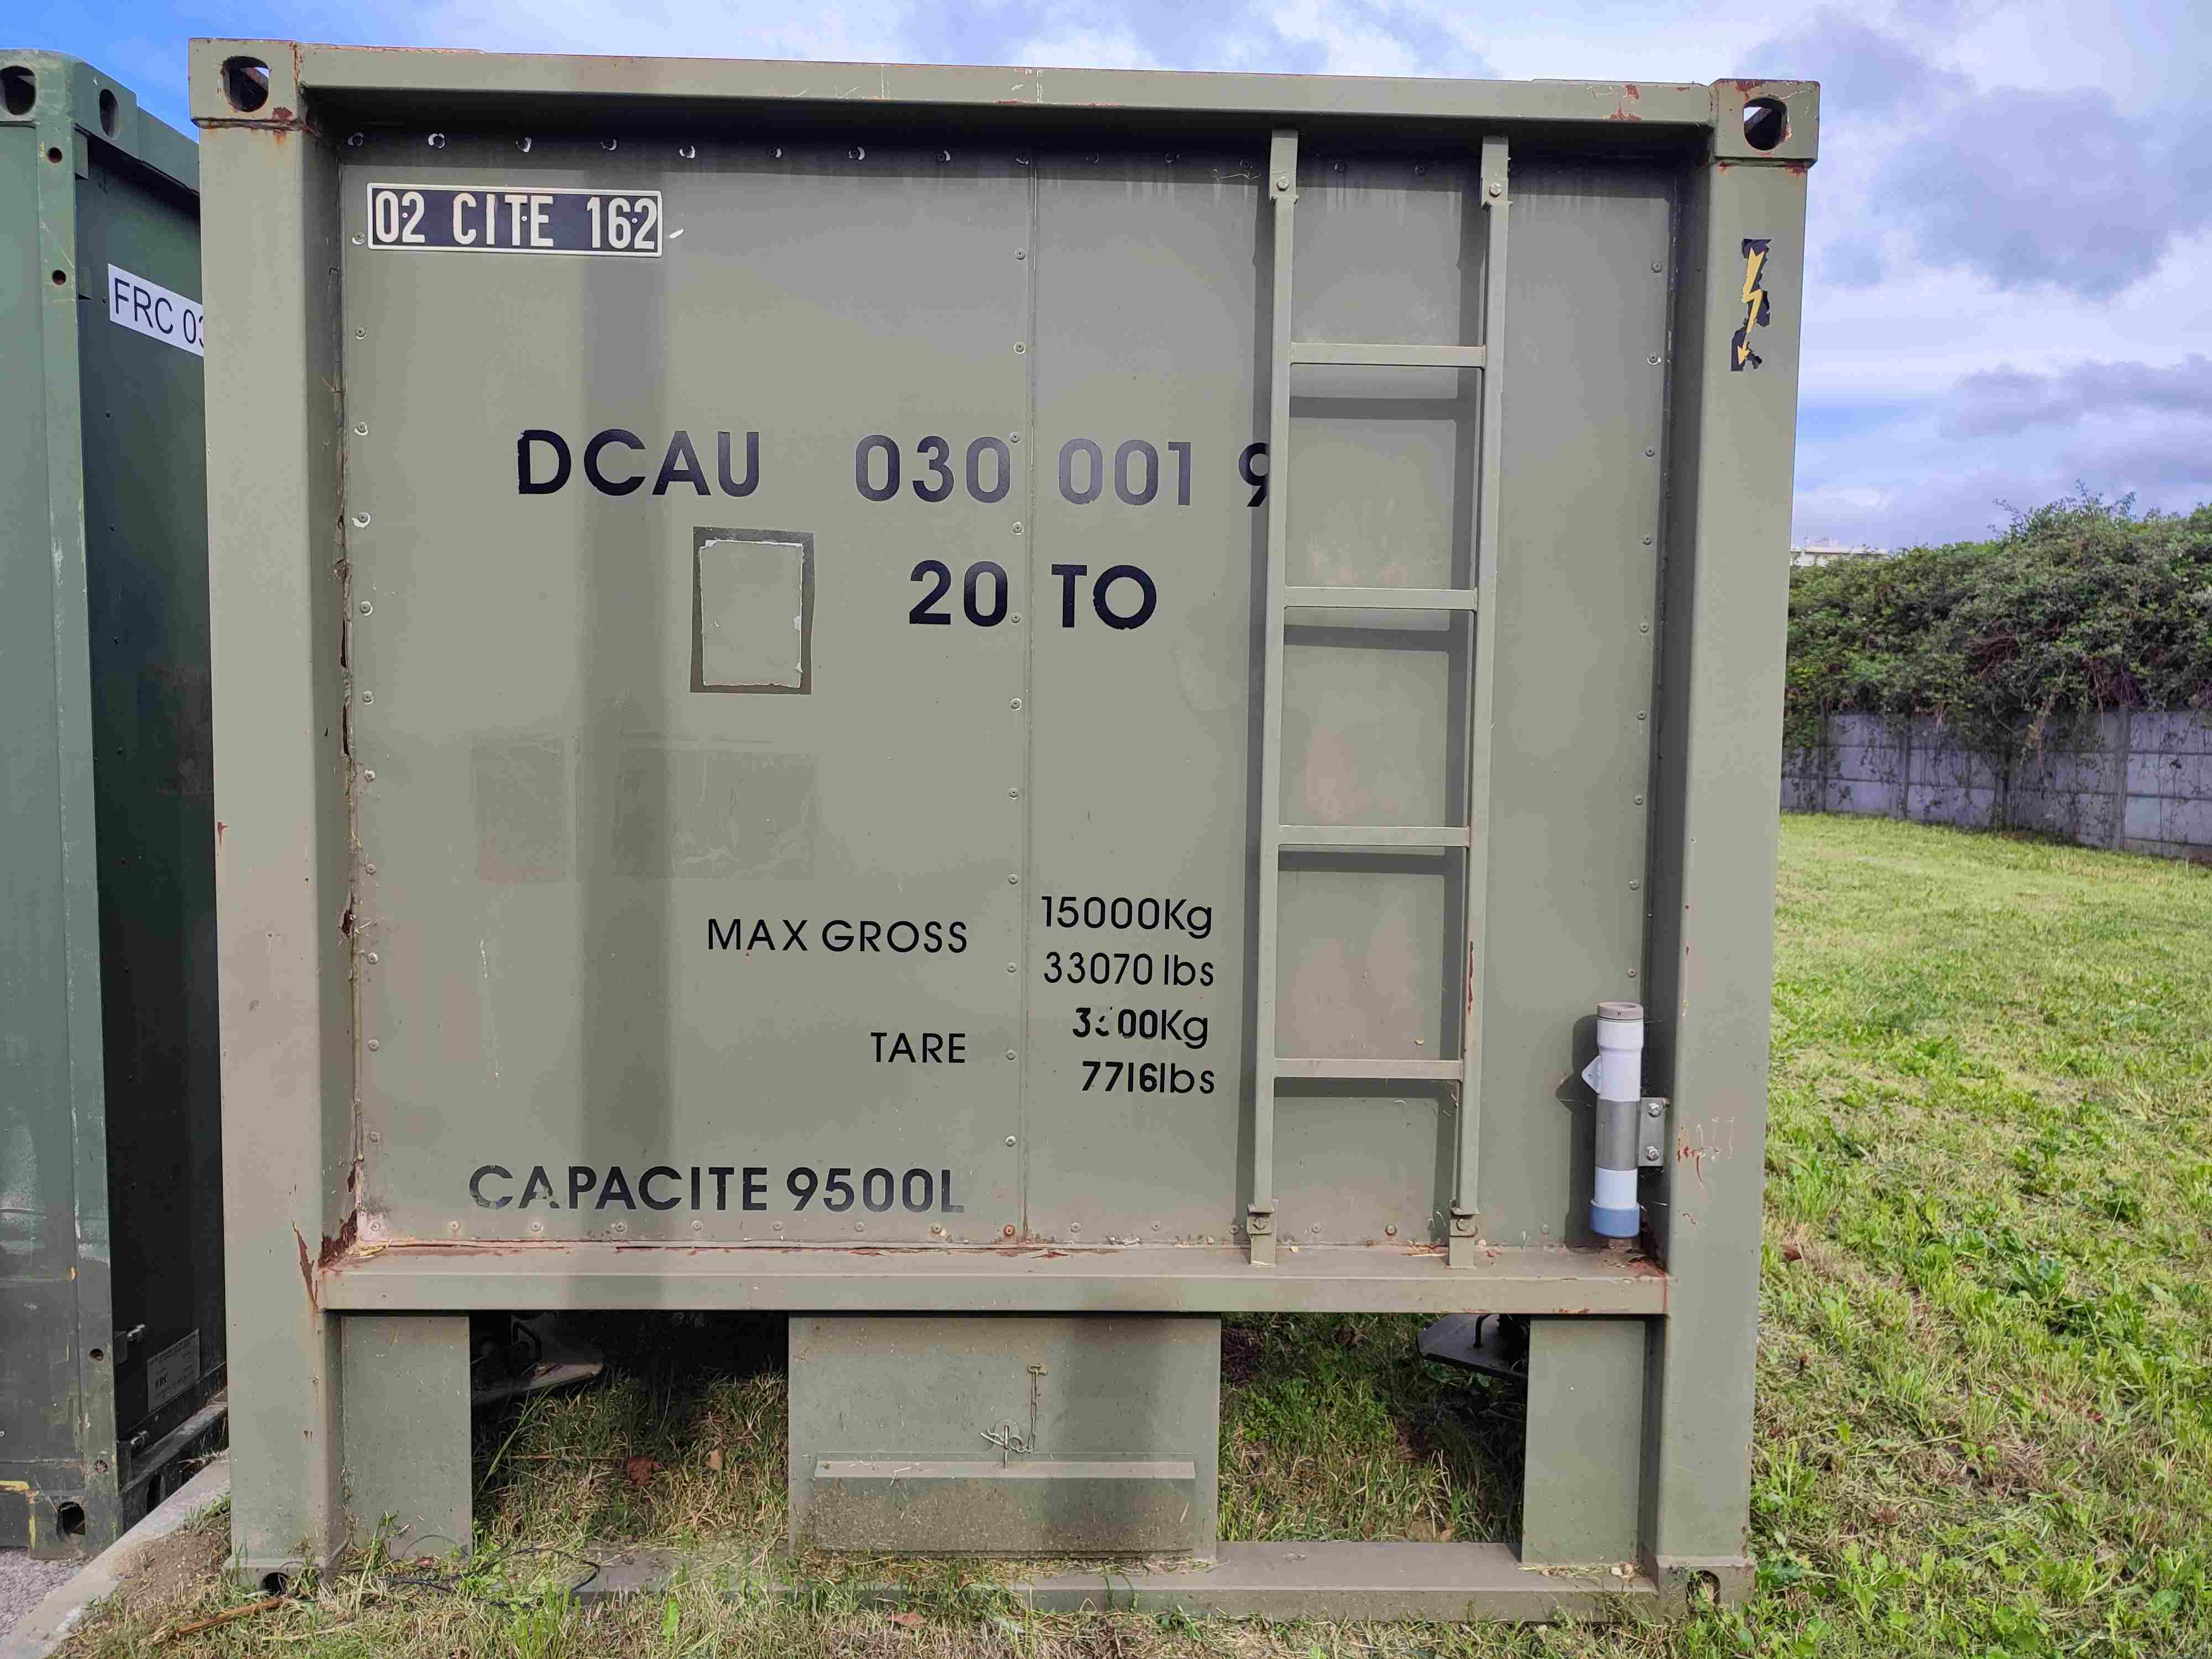 02 CITE 162
FRC 03
DCAU 030 001 9
20 TO
MAX GROSS 15000Kg
33070 lbs
TARE 3500Kg
7716lbs
CAPACITE 9500L